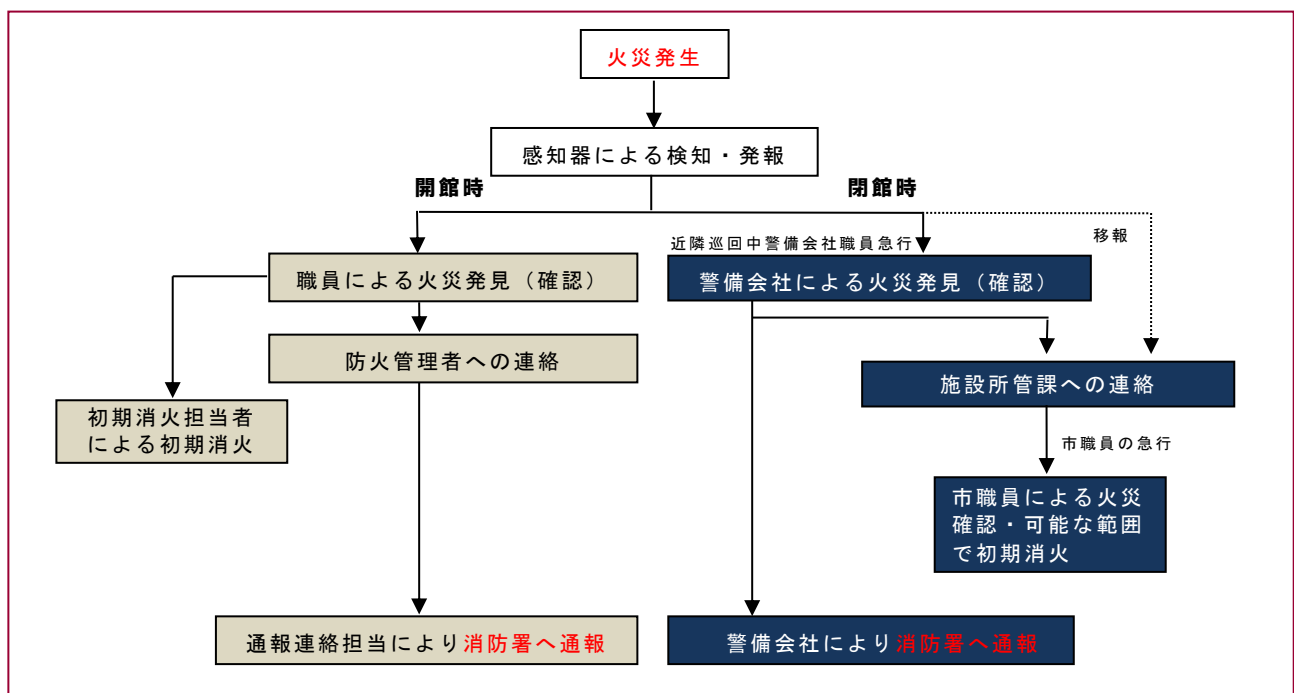 火災発生
感知器による検知・発報
開館時
閉館時
近隣巡回中警備会社職員急行
移報
職員による火災発見（確認）
警備会社による火災発見（確認）
防火管理者への連絡
施設所管課への連絡
初期消火担当者
による初期消火
市職員の急行
市職員による火災
確認・可能な範囲
で初期消火
通報連絡担当により消防署へ通報
警備会社により消防署へ通報